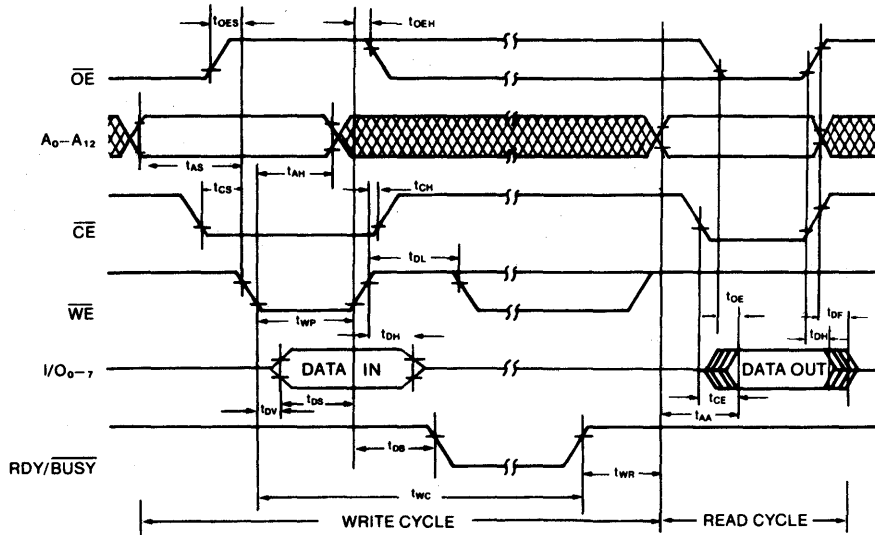 tOES
tOEH
OE
A0–A12
tAS
tAH
tCS
tCH
CE
tDL
WE
tWP
tOE
tDF
tDH
tDH
I/O0–7
DATA IN
DATA OUT
tDV
tDS
tCE
tAA
tDB
RDY/BUSY
tWR
tWC
WRITE CYCLE
READ CYCLE